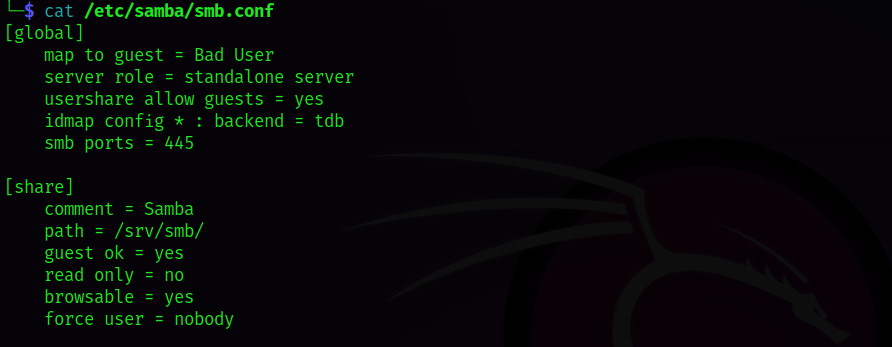 └─$ cat /etc/samba/smb.conf
[global]
    map to guest = Bad User
    server role = standalone server
    usershare allow guests = yes
    idmap config * : backend = tdb
    smb ports = 445

[share]
    comment = Samba
    path = /srv/smb/
    guest ok = yes
    read only = no
    browsable = yes
    force user = nobody